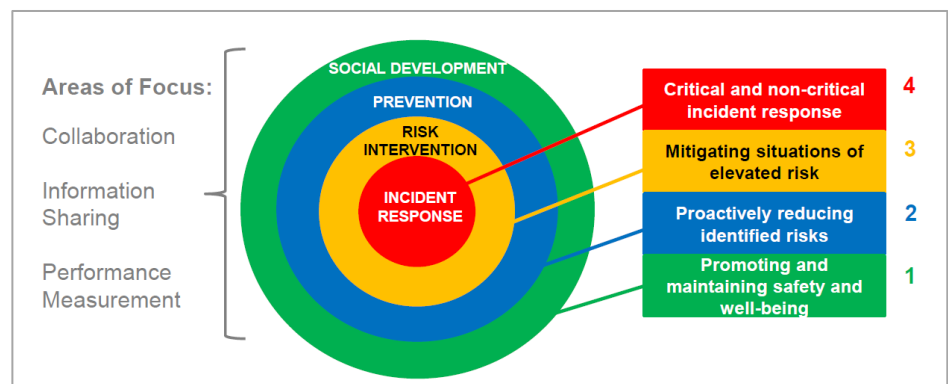 Areas of Focus:
Collaboration
Information
Sharing
Performance
Measurement
SOCIAL DEVELOPMENT
PREVENTION
RISK
INTERVENTION
INCIDENT
RESPONSE
Critical and non-critical
incident response
4
Mitigating situations of
elevated risk
3
Proactively reducing
identified risks
2
Promoting and
maintaining safety and
well-being
1